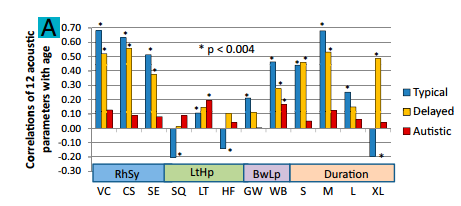 A
Correlations of 12 acoustic
parameters with age
0.70
0.60
0.50
0.40
0.30
0.20
0.10
0.00
-0.10
-0.20
-0.30
* p < 0.004
Typical
Delayed
Autistic
RhSy LtHp BwLp Duration
VC CS SE SQ LT HF GW WB S M L XL